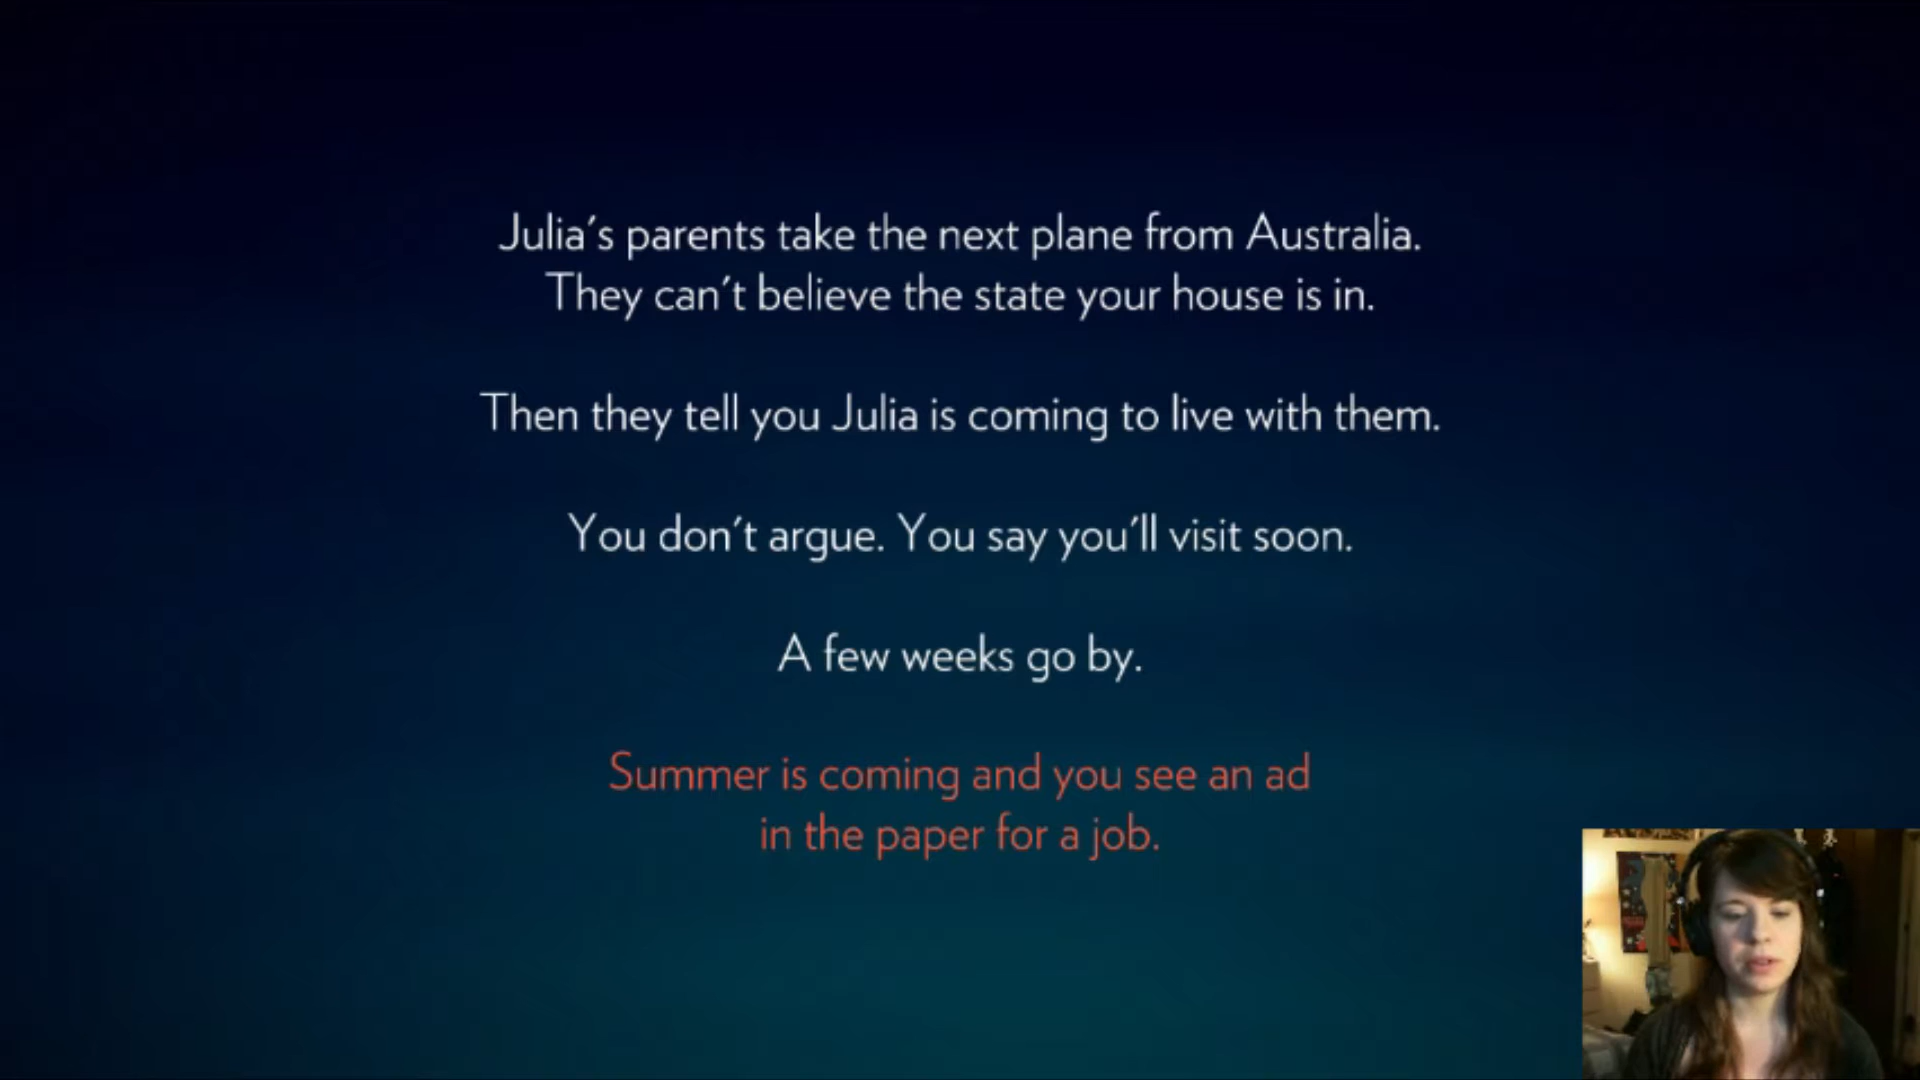 Julia's parents take the next plane from Australia.
They can't believe the state your house is in.
Then they tell you Julia is coming to live with them.
You don't argue. You say you'll visit soon.
A few weeks go by.
Summer is coming and you see an ad
in the paper for a job.